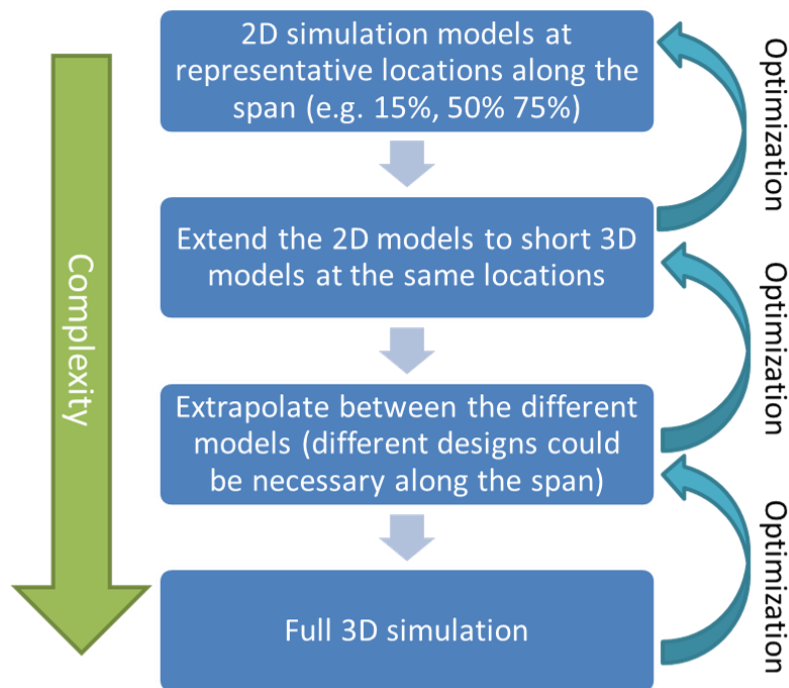 2D simulation models at
representative locations along the
span (e.g. 15%, 50% 75%)
Optimization
Extend the 2D models to short 3D
models at the same locations
Complexity
Optimization
Extrapolate between the different
models (different designs could
be necessary along the span)
Optimization
Full 3D simulation